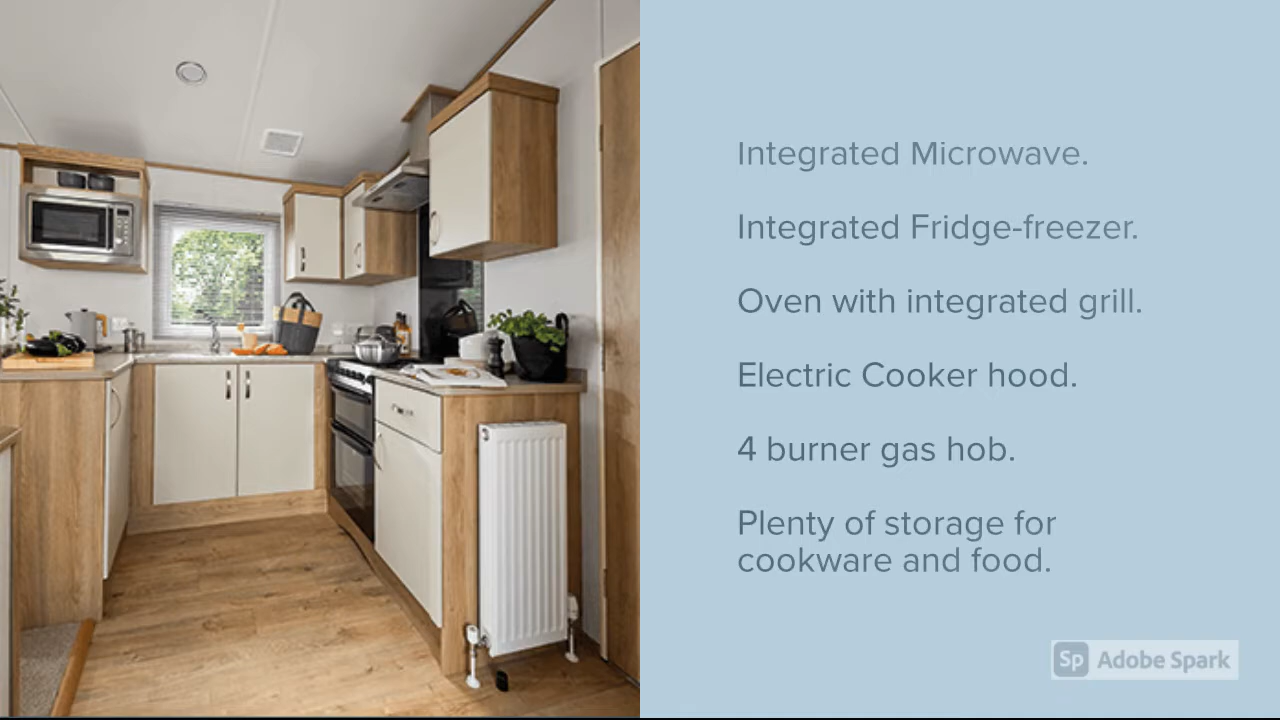 Integrated Microwave.
Integrated Fridge-freezer.
Oven with integrated grill.
Electric Cooker hood.
4 burner gas hob.
Plenty of storage for
cookware and food.
Sp Adobe Spark